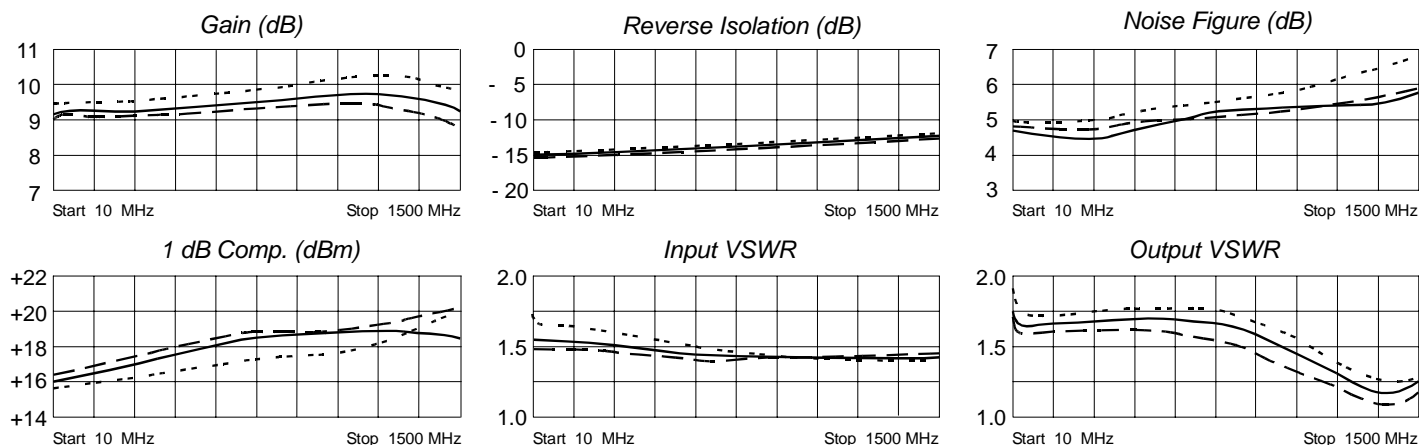 Gain (dB)
11
10
9
8
7
Start 10 MHz
Stop 1500 MHz
Reverse Isolation (dB)
0
-
- 10
- 15
- 20
Start 10 MHz
Stop 1500 MHz
Noise Figure (dB)
7
6
5
4
3
Start 10 MHz
Stop 1500 MHz
1 dB Comp. (dBm)
+22
+20
+18
+16
+14
Start 10 MHz
Stop 1500 MHz
Input VSWR
2.0
1.5
1.0
Start 10 MHz
Stop 1500 MHz
Output VSWR
2.0
1.5
1.0
Start 10 MHz
Stop 1500 MHz